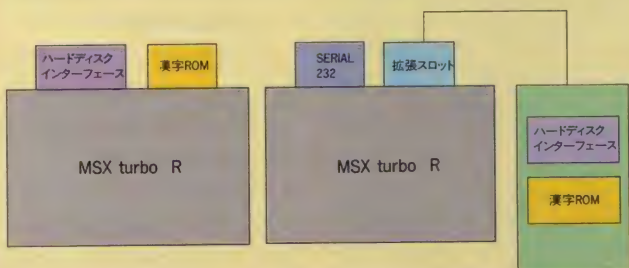 ハードディスク
インターフェース
漢字ROM
MSX turbo R
SERIAL
232
拡張スロット
MSX turbo R
ハードディスク
インターフェース
漢字ROM